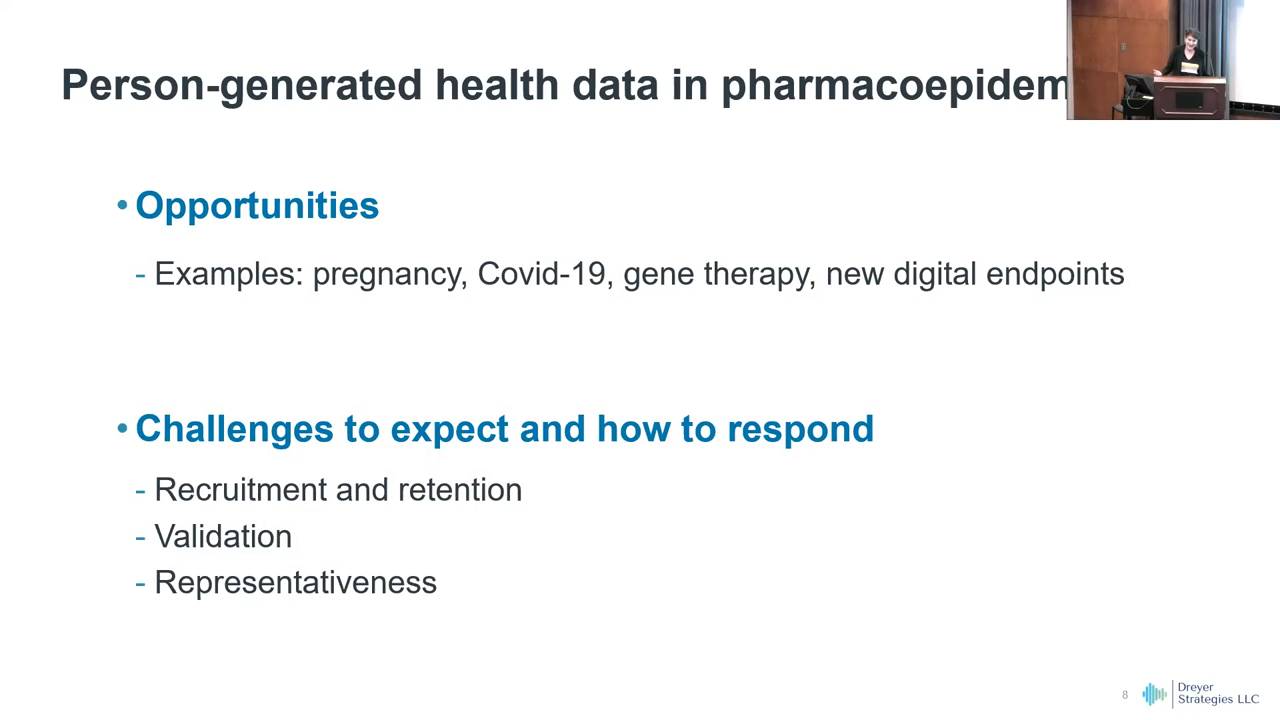 Person-generated health data in pharmacoepidem
• Opportunities
- Examples: pregnancy, Covid-19, gene therapy, new digital endpoints
• Challenges to expect and how to respond
- Recruitment and retention
- Validation
- Representativeness
8
Dreyer
Strategies LLC